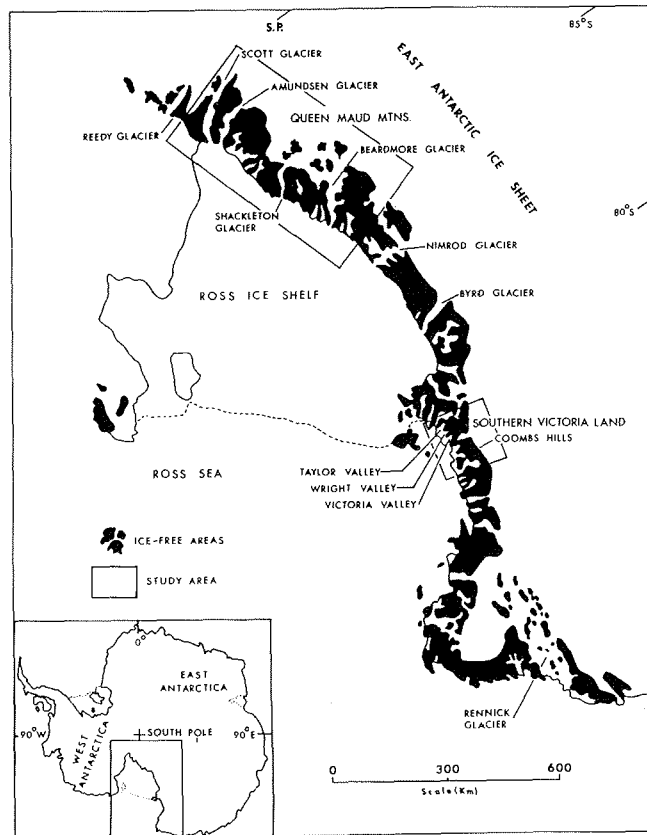 S.P.
85°S
SCOTT GLACIER
AMUNDSEN GLACIER
QUEEN MAUD MTNS.
EAST ANTARCTIC ICE SHEET
REEDY GLACIER
BEARDMORE GLACIER
80°S
SHACKLETON
GLACIER
NIMROD GLACIER
ROSS ICE SHELF
BYRD GLACIER
SOUTHERN VICTORIA LAND
COOMBS HILLS
TAYLOR VALLEY
WRIGHT VALLEY
VICTORIA VALLEY
ROSS SEA
ICE-FREE AREAS
STUDY AREA
0°
EAST
ANTARCTICA
90°W
WEST
ANTARCTICA
SOUTH POLE
90°E
RENNICK
GLACIER
0 300 600
Scale (Km)